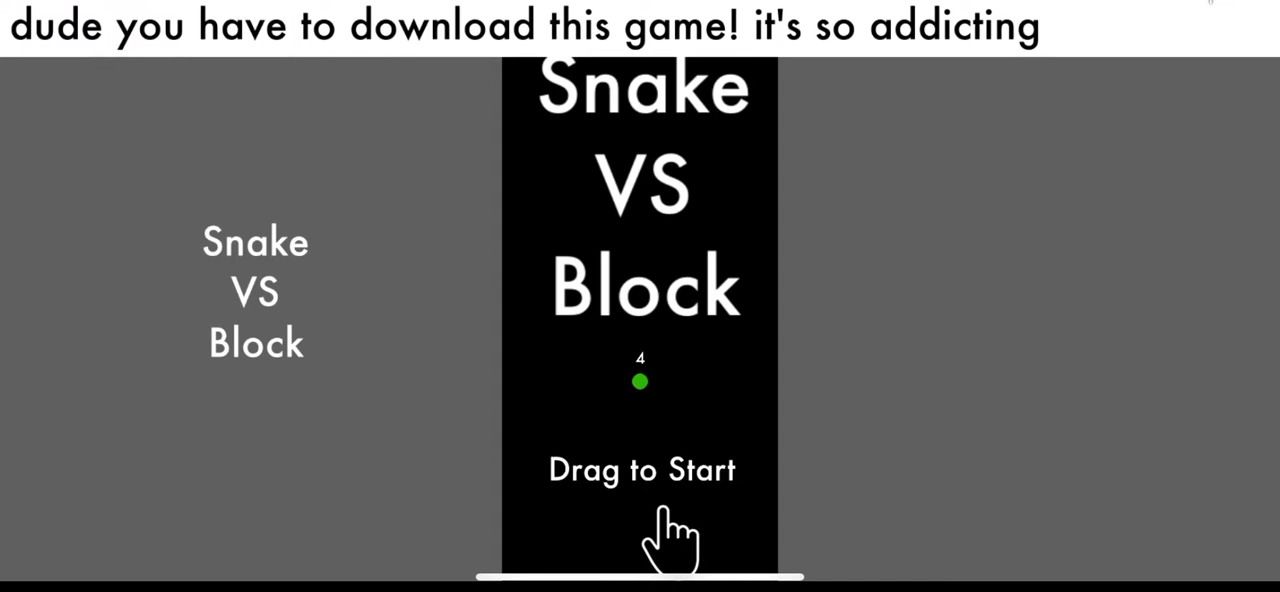 dude you have to download this game! it's so addicting
Snake
VS
Block
Snake
VS
Block
4
Drag to Start